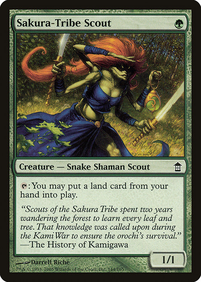 Sakura-Tribe Scout
Creature — Snake Shaman Scout
: You may put a land card from your
hand into play.
"Scouts of the Sakura Tribe spent two years
wandering the forest to learn every leaf and
tree. That knowledge was called upon during
the Kami War to ensure the orochi's survival."
—The History of Kamigawa
Darrell Riché
1/1